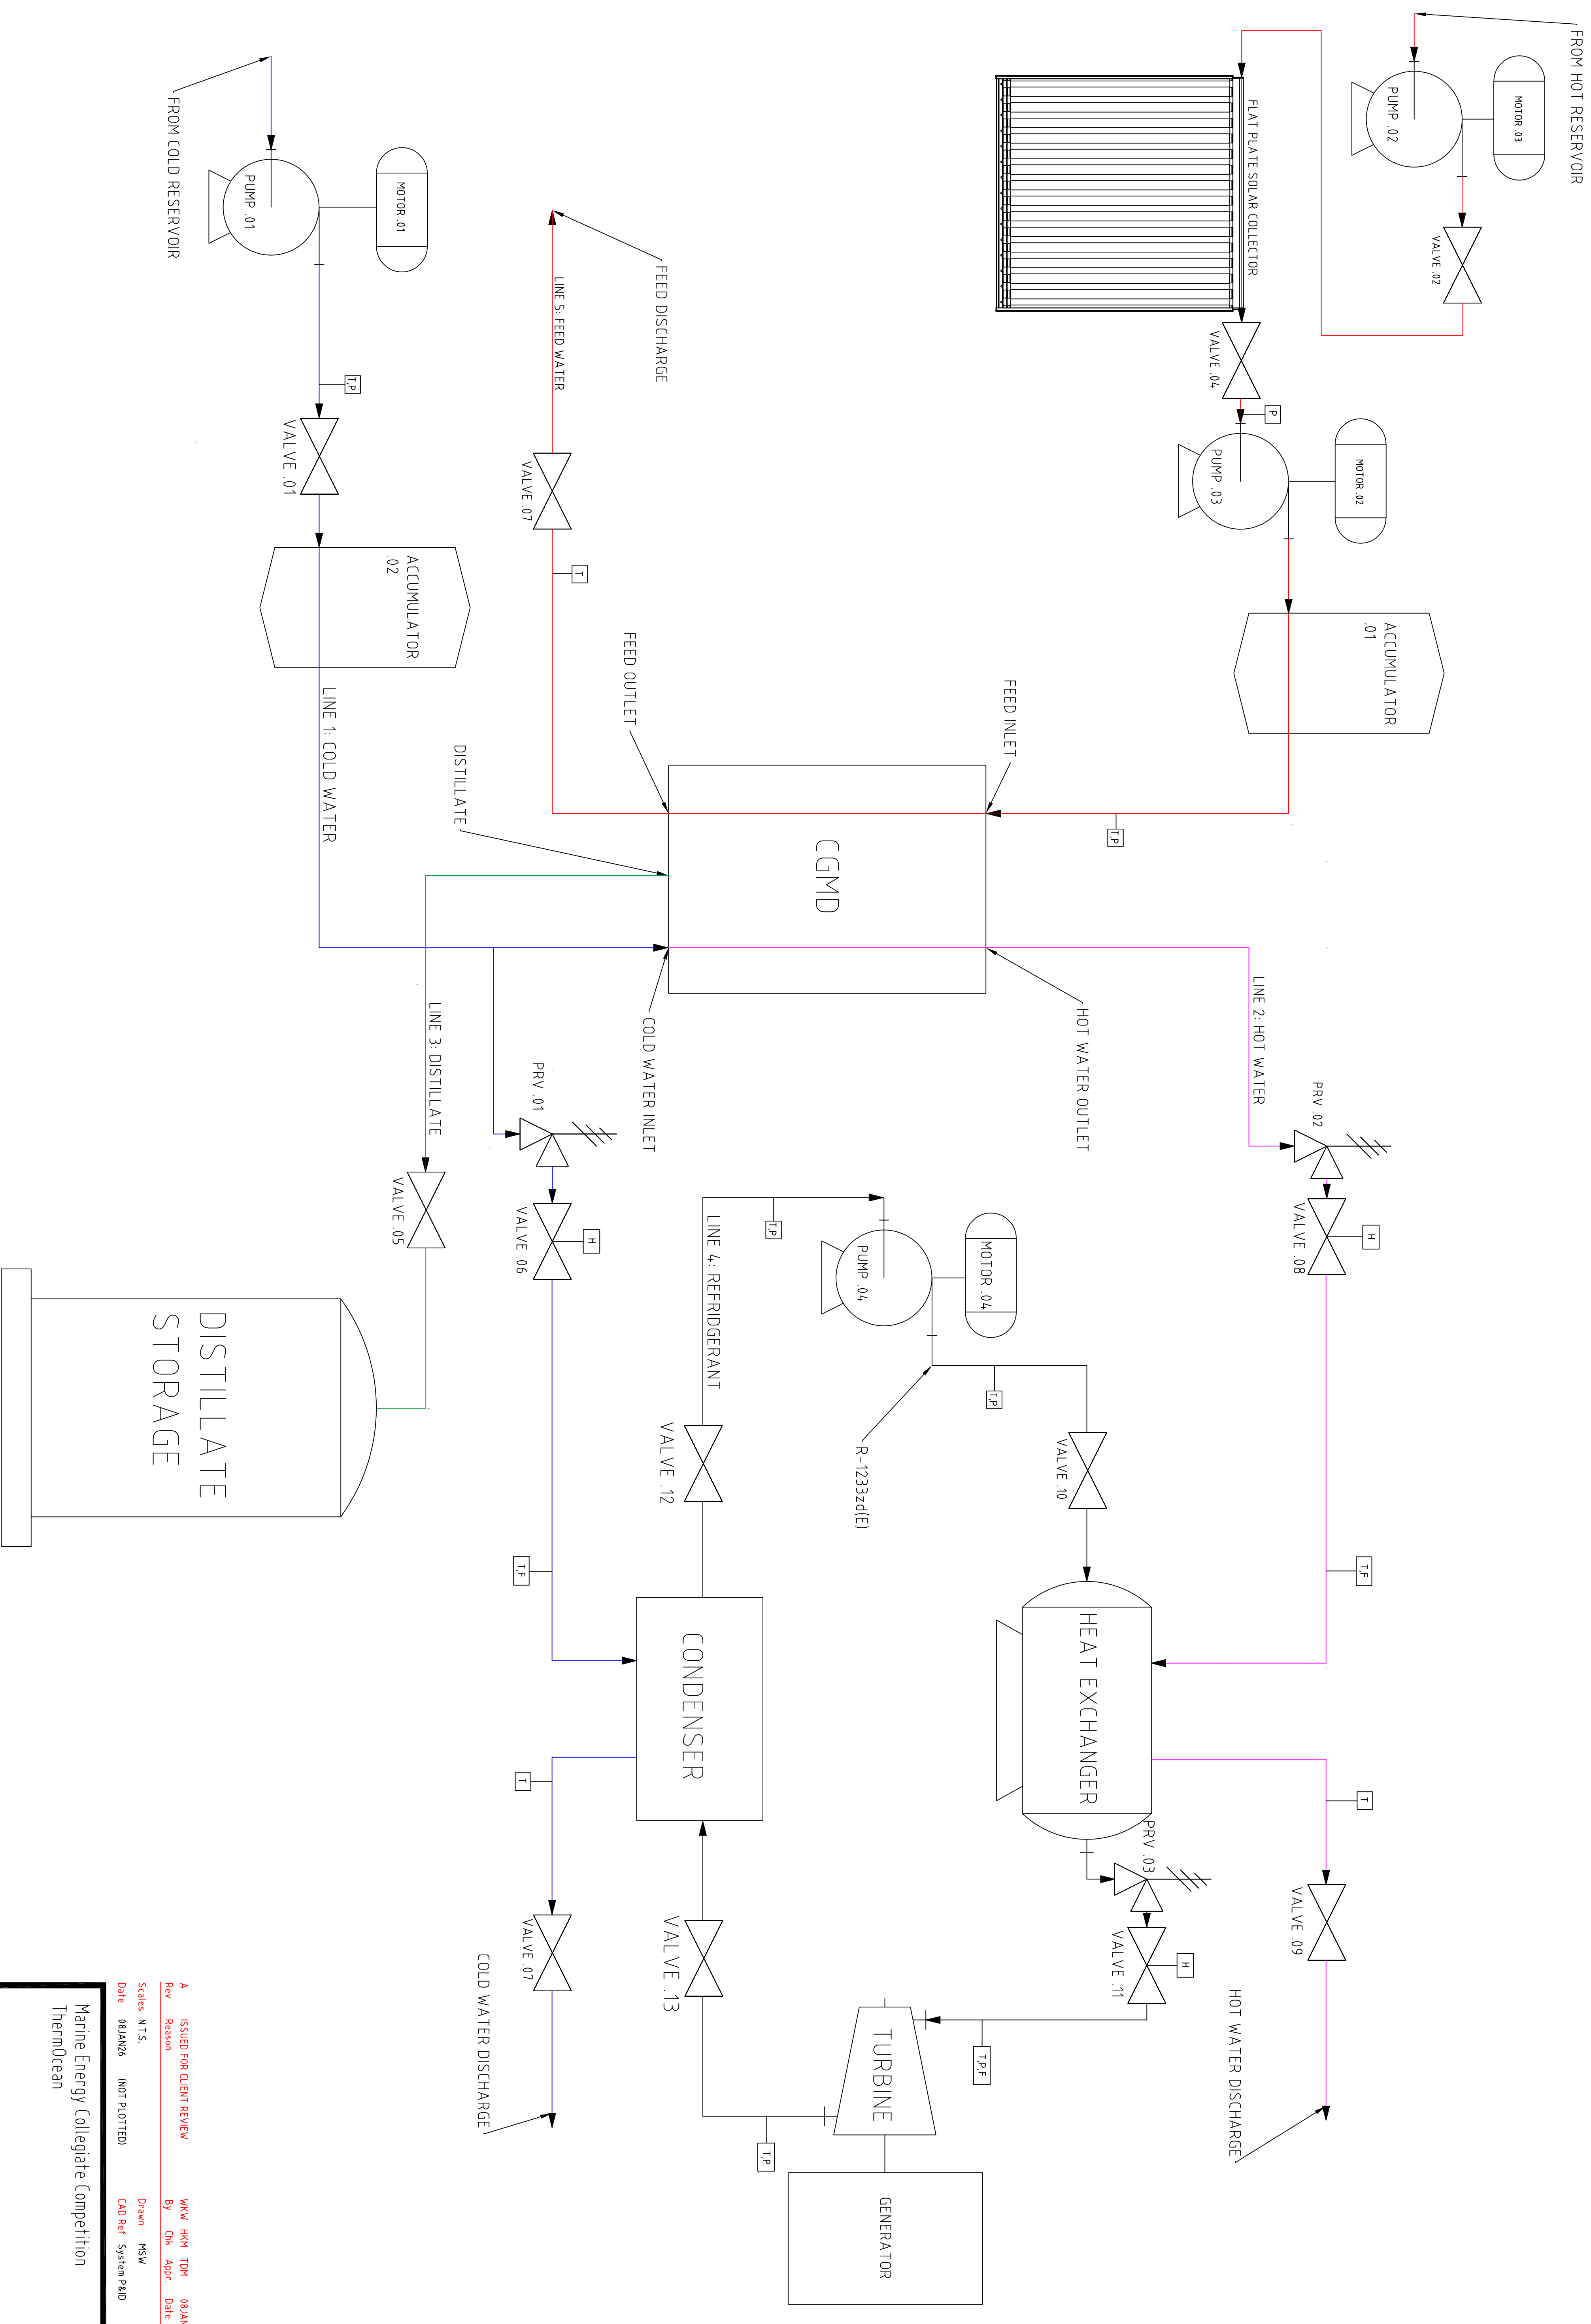 FROM HOT RESERVOIR
MOTOR .03
PUMP .02
VALVE .02
FLAT PLATE SOLAR COLLECTOR
VALVE .04
P
MOTOR .02
PUMP .03
ACCUMULATOR
.01
FEED INLET
T,P
LINE 2: HOT WATER
PRV .02
VALVE .08
H
T,F
HOT WATER OUTLET
T
VALVE .09
HOT WATER DISCHARGE
FEED DISCHARGE
LINE 5: FEED WATER
VALVE .07
T
FEED OUTLET
CGMD
DISTILLATE
COLD WATER INLET
MOTOR .04
PUMP .04
T,P
T,P
LINE 4: REFRIDGERANT
R-1233zd(E)
VALVE .10
HEAT EXCHANGER
PRV .03
VALVE .11
H
T,P,F
TURBINE
GENERATOR
T,P
VALVE .12
CONDENSER
VALVE .13
FROM COLD RESERVOIR
MOTOR .01
PUMP .01
T,P
VALVE .01
ACCUMULATOR
.02
LINE 1: COLD WATER
LINE 3: DISTILLATE
PRV .01
VALVE .06
H
VALVE .05
T,F
T
VALVE .07
COLD WATER DISCHARGE
DISTILLATE
STORAGE
A ISSUED FOR CLIENT REVIEW WKW HKM TDM 08JAN
Rev Reason By Chk Appr. Date
Scales N.T.S. Drawn MSW
Date 08JAN26 (NOT PLOTTED) CAD Ref System P&ID
Marine Energy Collegiate Competition
ThermOcean